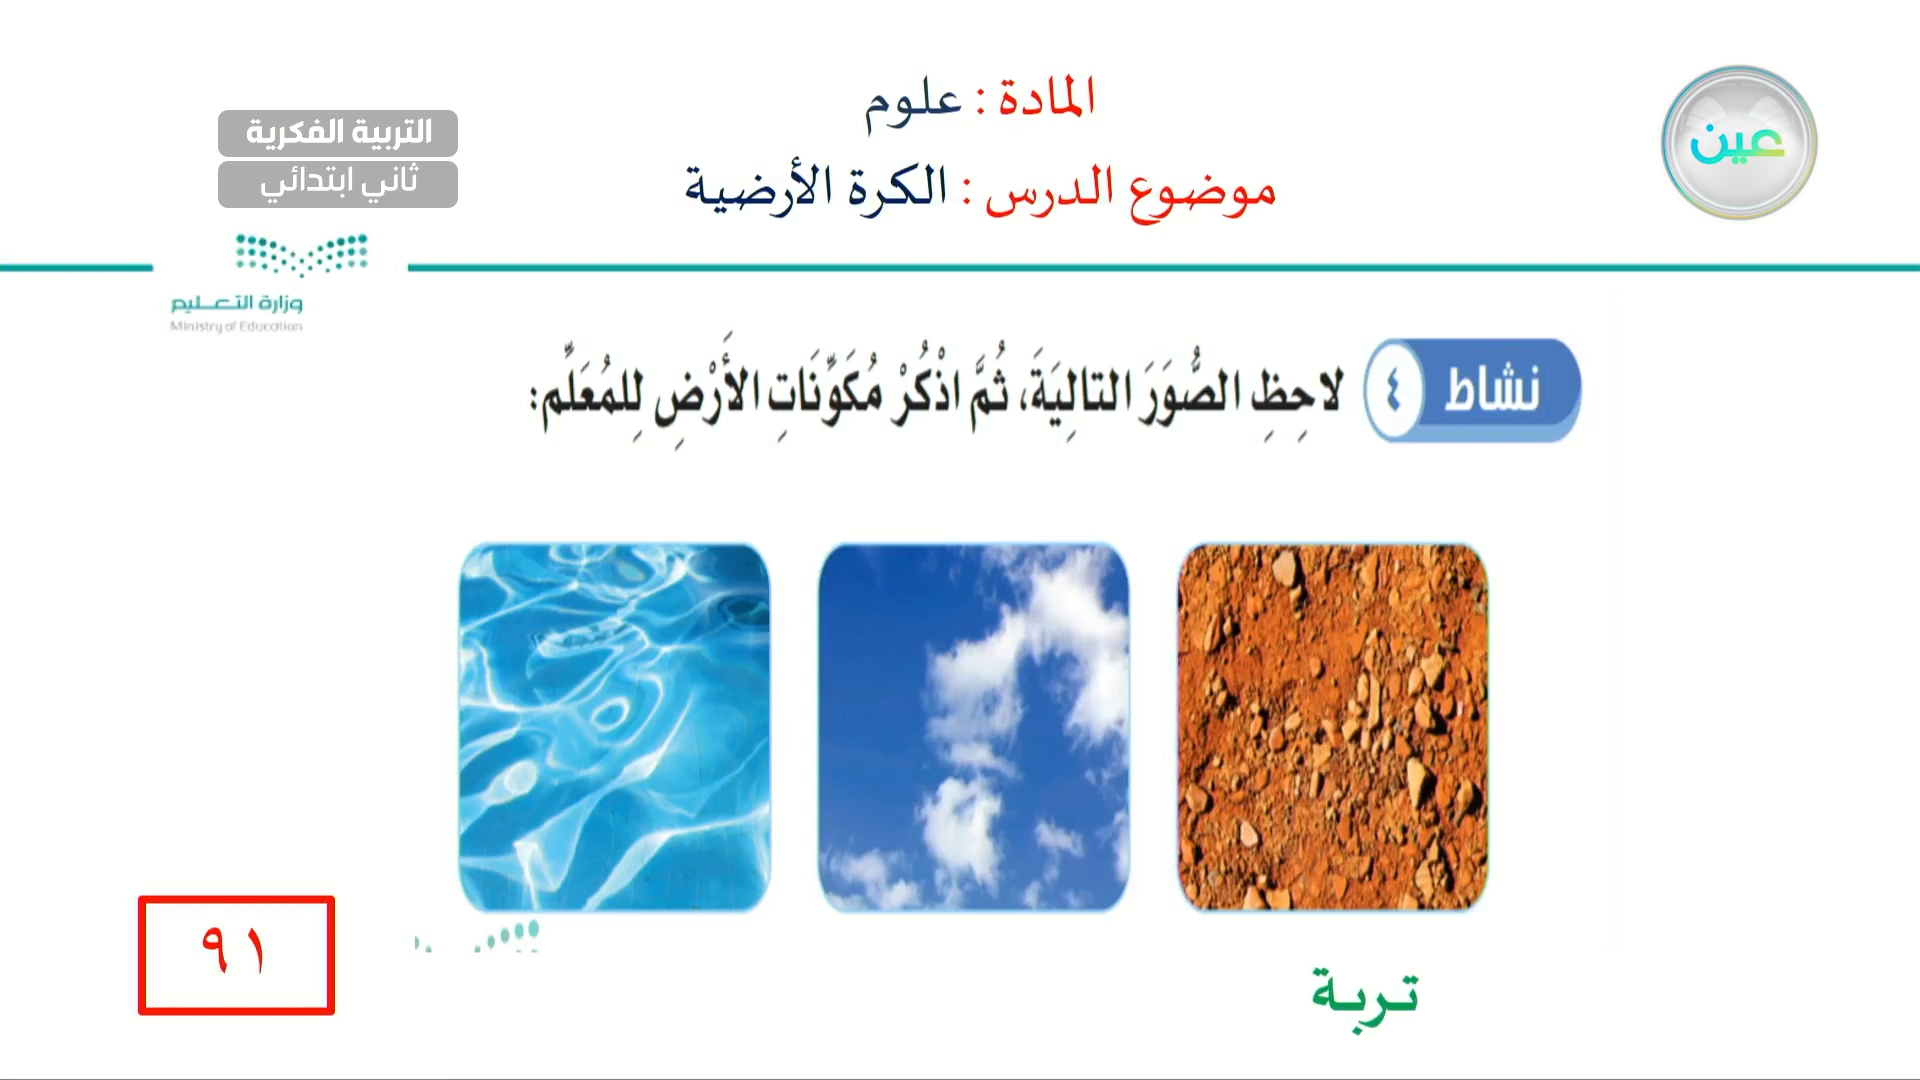 المادة : علوم
موضوع الدرس : الكرة الأرضية
عين
التربية الفكرية
ثاني ابتدائي
وزارة التعليم
Ministry of Education
نشاط ٤ لاحِظِ الصُّوَرَ التالِيَةَ، ثُمَّ اذْكُرْ مُكَوِّنَاتِ الأَرْضِ لِلمُعَلِّم:
تربة
٩١